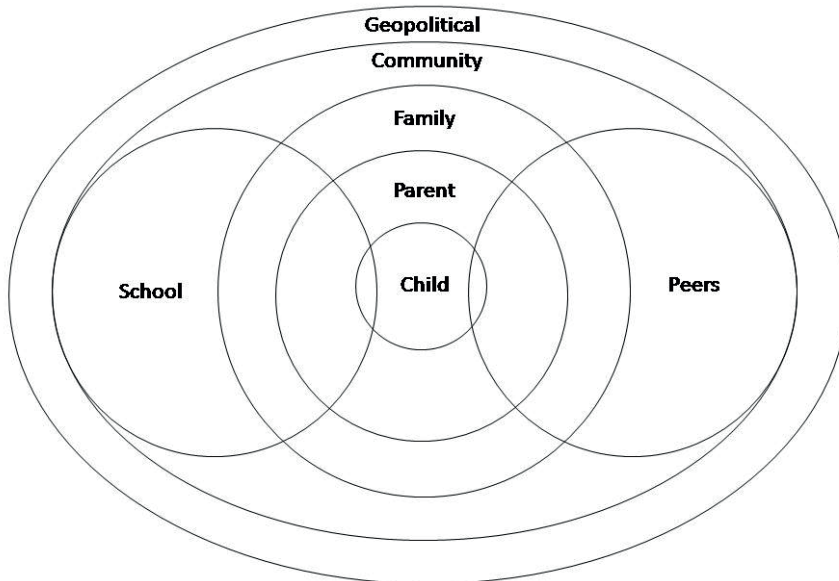 Geopolitical
Community
Family
Parent
School
Child
Peers